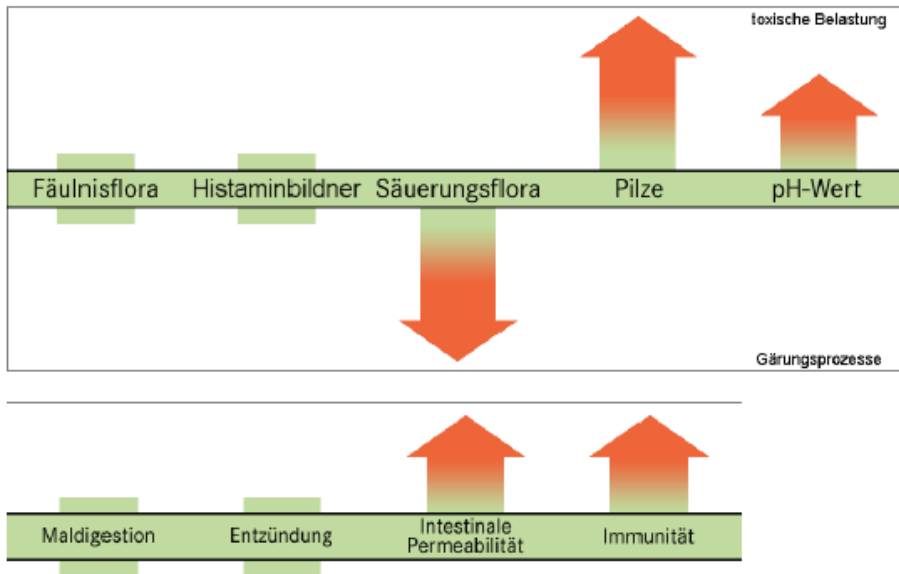 toxische Belastung
Fäulnisflora Histaminbildner Säuerungsflora Pilze pH-Wert
Gärungsprozesse
Maldigestion Entzündung Intestinale Permeabilität Immunität